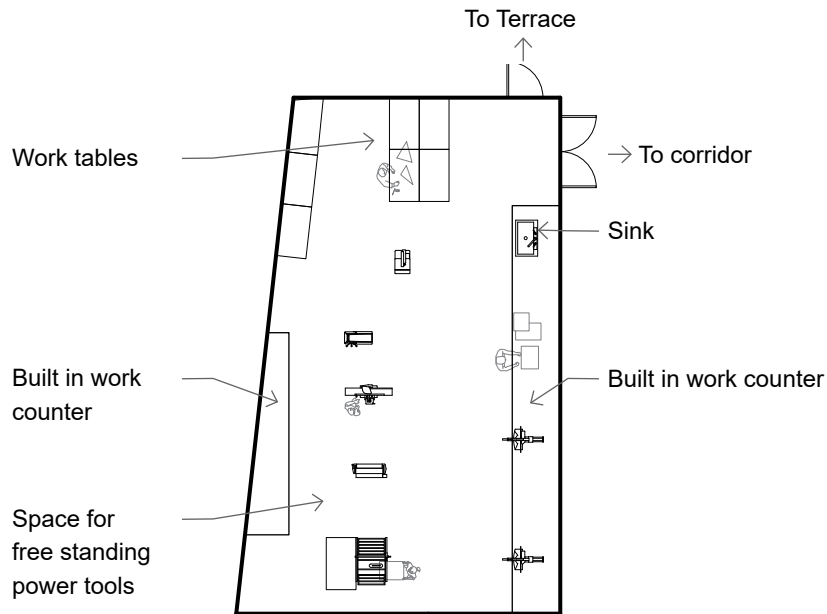 To Terrace
Work tables
To corridor
Sink
Built in work
counter
Built in work counter
Space for
free standing
power tools